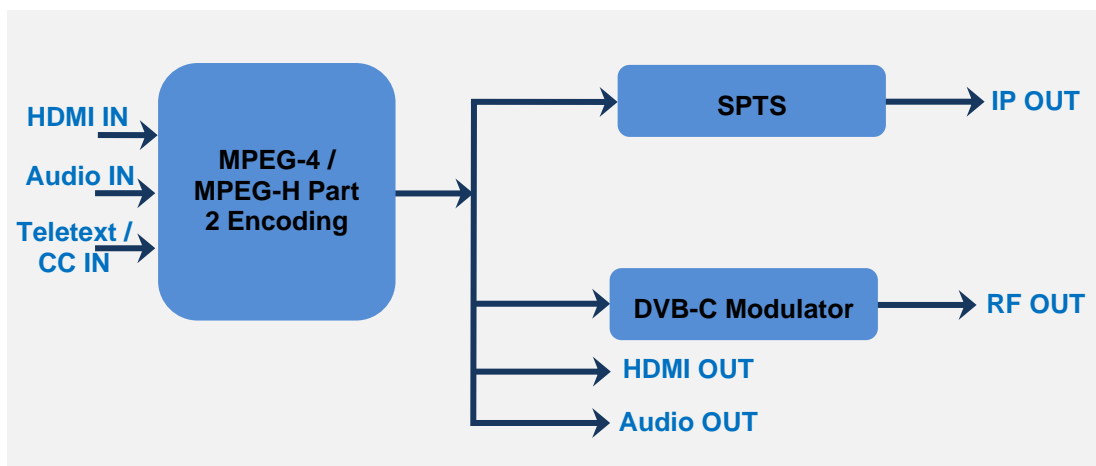 HDMI IN
Audio IN
Teletext /
CC IN
MPEG-4 /
MPEG-H Part
2 Encoding
SPTS
IP OUT
DVB-C Modulator
RF OUT
HDMI OUT
Audio OUT